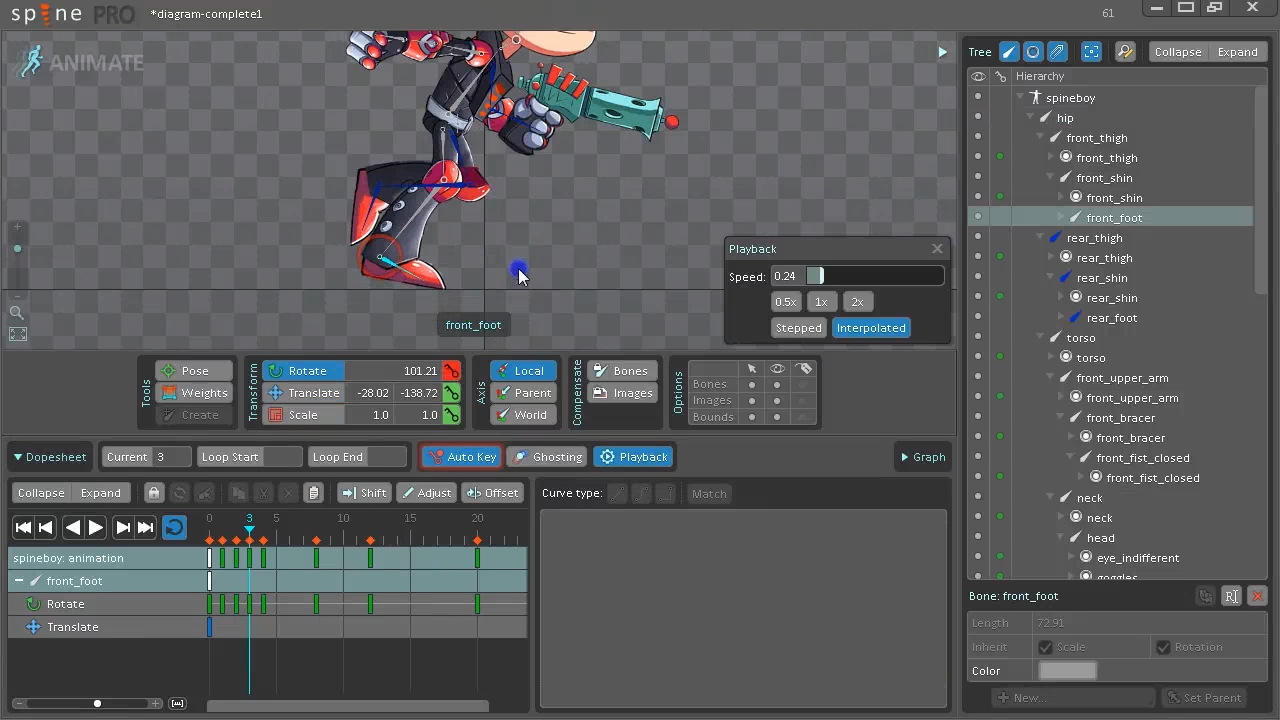 spine PRO *diagram-complete1 61
ANIMATE
Tree Collapse Expand
Hierarchy
spineboy
hip
front_thigh
front_thigh
front_shin
front_shin
front_foot
rear_thigh
rear_thigh
rear_shin
rear_shin
rear_foot
torso
torso
front_upper_arm
front_upper_arm
front_bracer
front_bracer
front_fist_closed
front_fist_closed
neck
neck
head
eye_indifferent
goggles
Playback
Speed: 0.24
0.5x 1x 2x
Stepped Interpolated
front_foot
Tools
Pose
Weights
Create
Transform
Rotate 101.21
Translate -28.02 -138.72
Scale 1.0 1.0
Axis
Local
Parent
World
Compensate
Bones
Images
Options
Bones
Images
Bounds
Dopesheet Current 3 Loop Start Loop End Auto Key Ghosting Playback Graph
Collapse Expand Shift Adjust Offset
Curve type: Match
0 3 5 10 15 20
spineboy: animation
front_foot
Rotate
Translate
Bone: front_foot
Length 72.91
Inherit Scale Rotation
Color
New... Set Parent